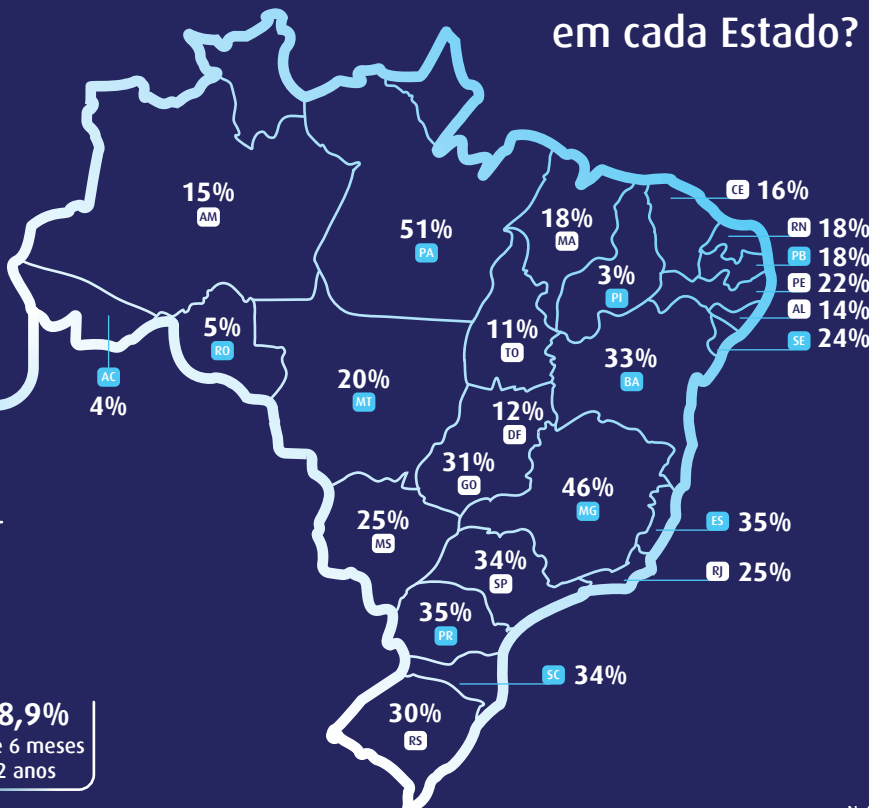 em cada Estado?
CE 16%
15%
AM
18%
MA
RN 18%
51%
PA
PB 18%
3%
PI
PE 22%
AL 14%
5%
RO
11%
TO
SE 24%
33%
BA
20%
MT
AC
4%
12%
DF
31%
GO
46%
MG
25%
MS
ES 35%
34%
SP
RJ 25%
35%
PR
SC 34%
8,9%
30%
RS
6 meses
2 anos